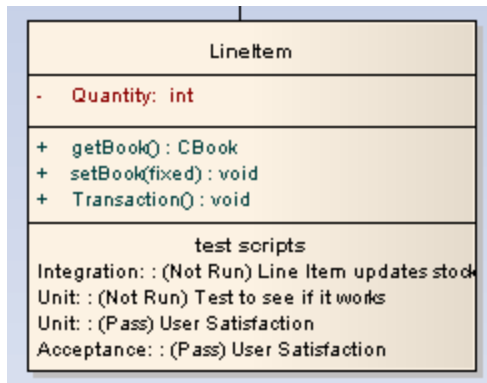 LineItem
- Quantity: int
+ getBook() : CBook
+ setBook(fixed) : void
+ Transaction() : void
test scripts
Integration: : (Not Run) Line Item updates stock
Unit: : (Not Run) Test to see if it works
Unit: : (Pass) User Satisfaction
Acceptance: : (Pass) User Satisfaction